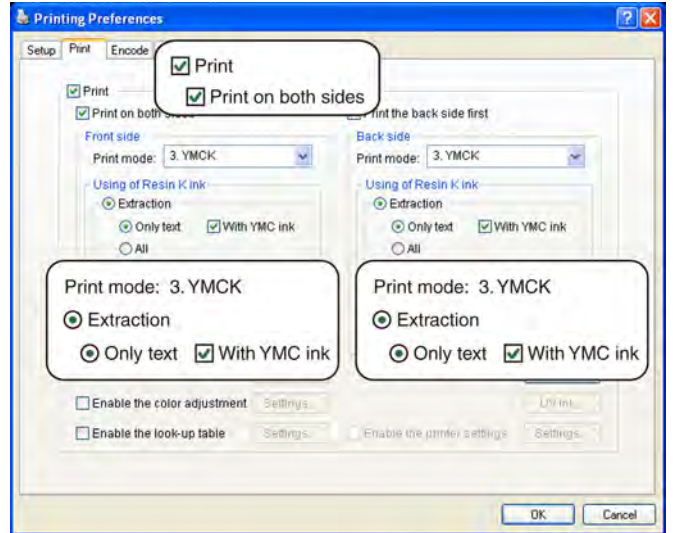 Printing Preferences
Setup Print Encode
Print
Print on both sides
Print
Print on both
Print the back side first
Front side
Back side
Print mode: 3. YMCK
Print mode: 3. YMCK
Using of Resin K ink
Using of Resin K ink
Extraction
Extraction
Only text With YMC ink
Only text With YMC ink
All
All
Print mode: 3. YMCK
Print mode: 3. YMCK
Extraction
Extraction
Only text With YMC ink
Only text With YMC ink
Enable the color adjustment Settings...
UV ink...
Enable the look-up table Settings...
Enable the printer settings Settings...
OK Cancel